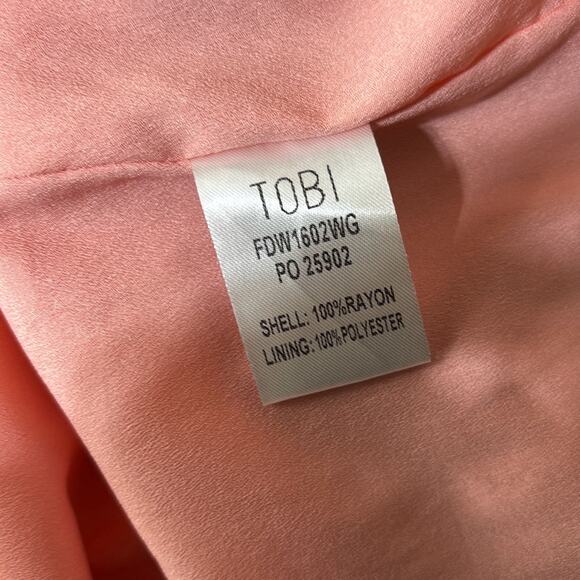 TOBI
FDW1602WG
PO 25902
SHELL: 100%RAYON
LINING: 100%POLYESTER